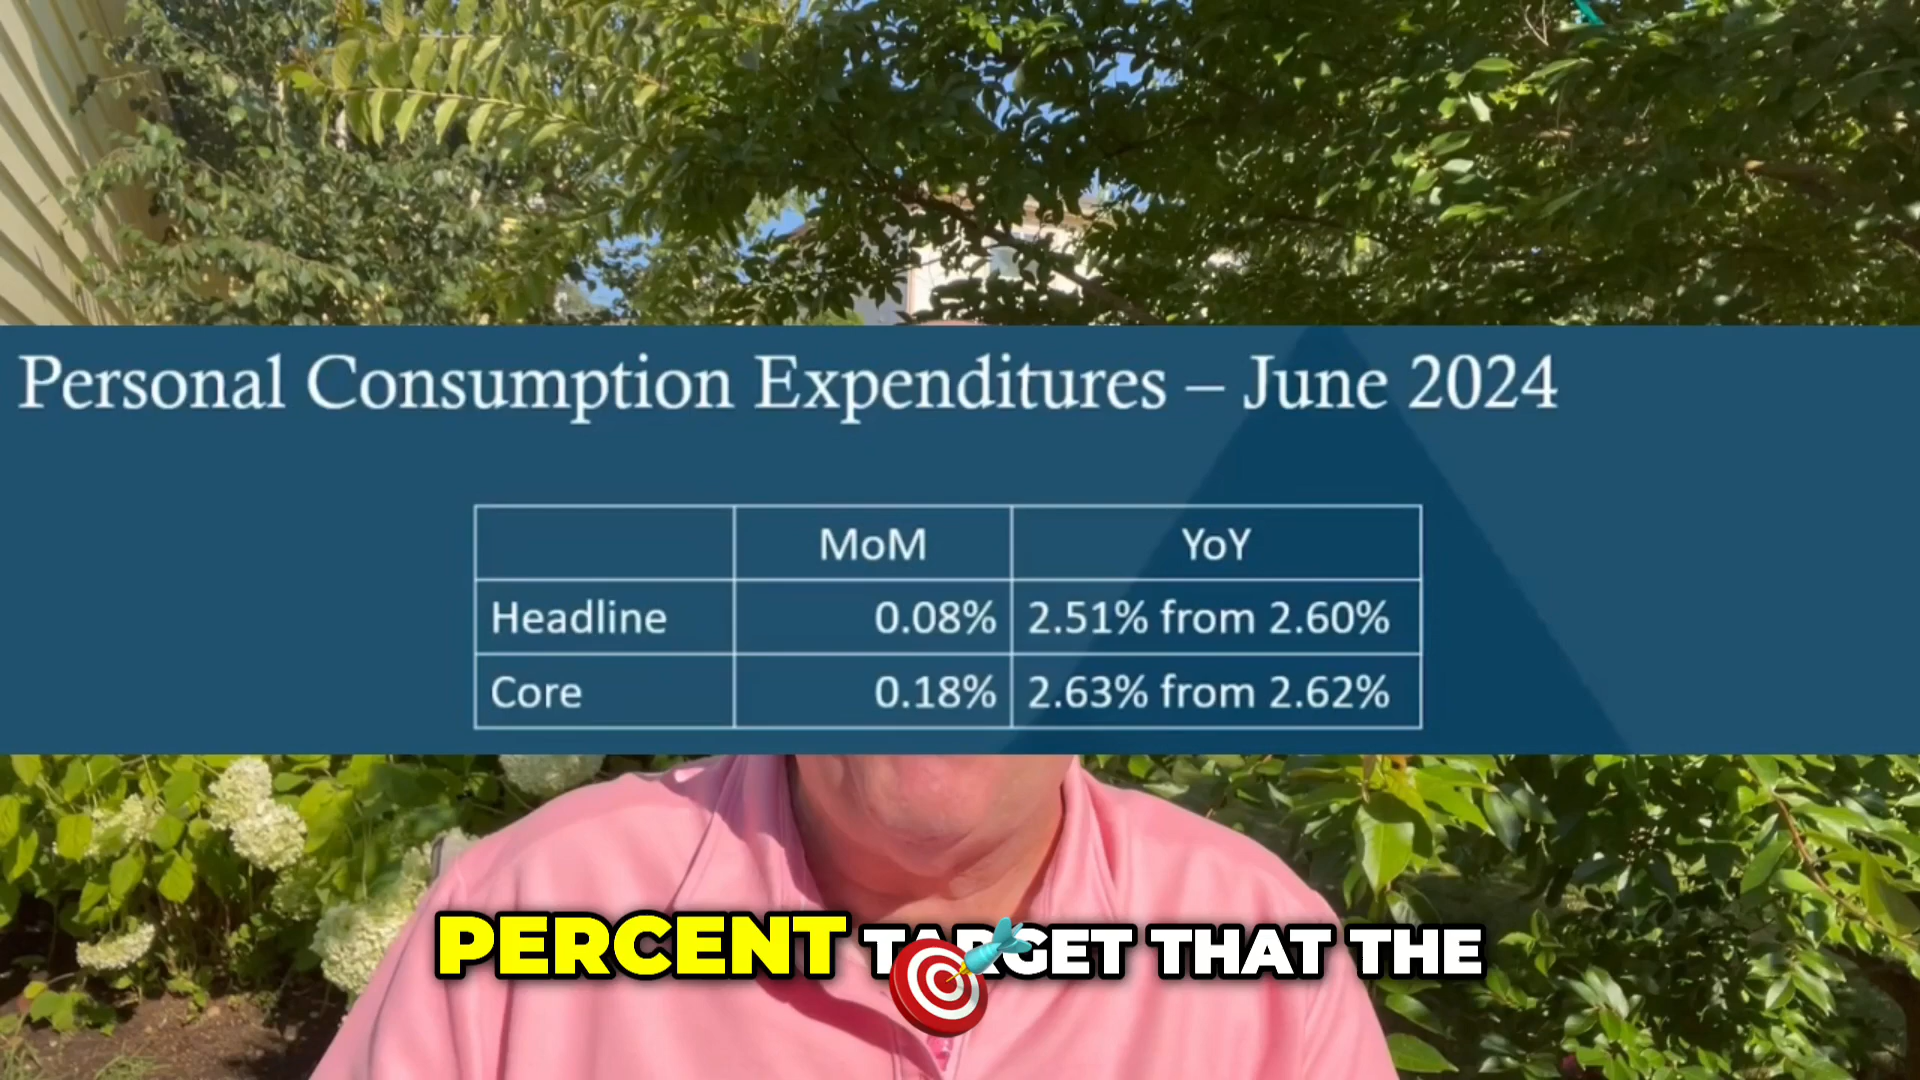 Personal Consumption Expenditures – June 2024
MoM YoY
Headline 0.08% 2.51% from 2.60%
Core 0.18% 2.63% from 2.62%
PERCENT TARGET THAT THE